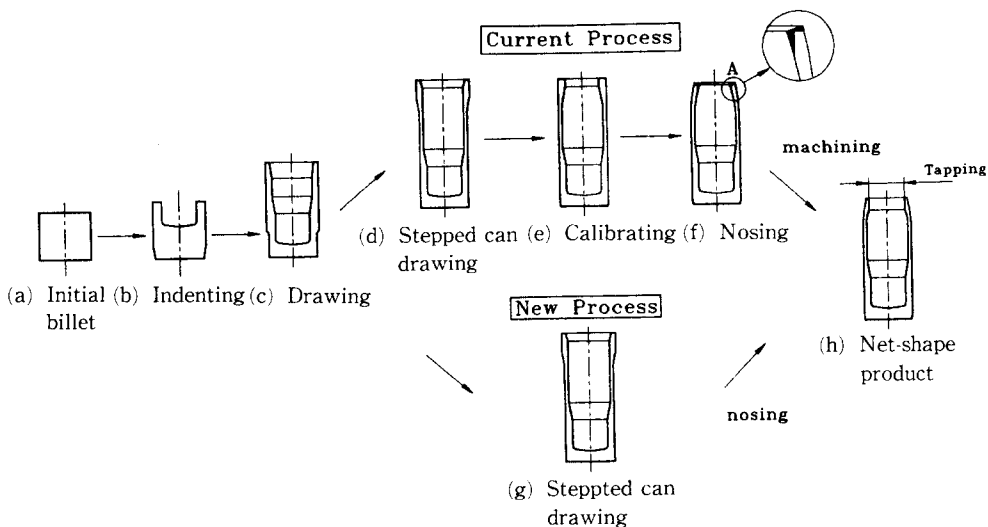 Current Process
A
machining
Tapping
(d) Stepped can
drawing
(e) Calibrating
(f) Nosing
(a) Initial
billet
(b) Indenting
(c) Drawing
New Process
(h) Net-shape
product
nosing
(g) Steppted can
drawing